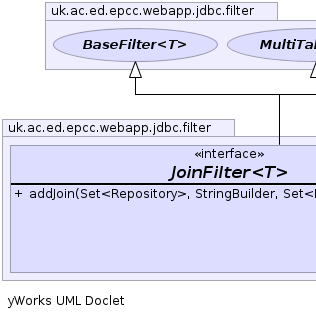 uk.ac.ed.epcc.webapp.jdbc.filter
BaseFilter<T>
uk.ac.ed.epcc.webapp.jdbc.filter
«interface»
JoinFilter<T>
+ addJoin(Set<Repository>, StringBuilder, Set<
yWorks UML Doclet